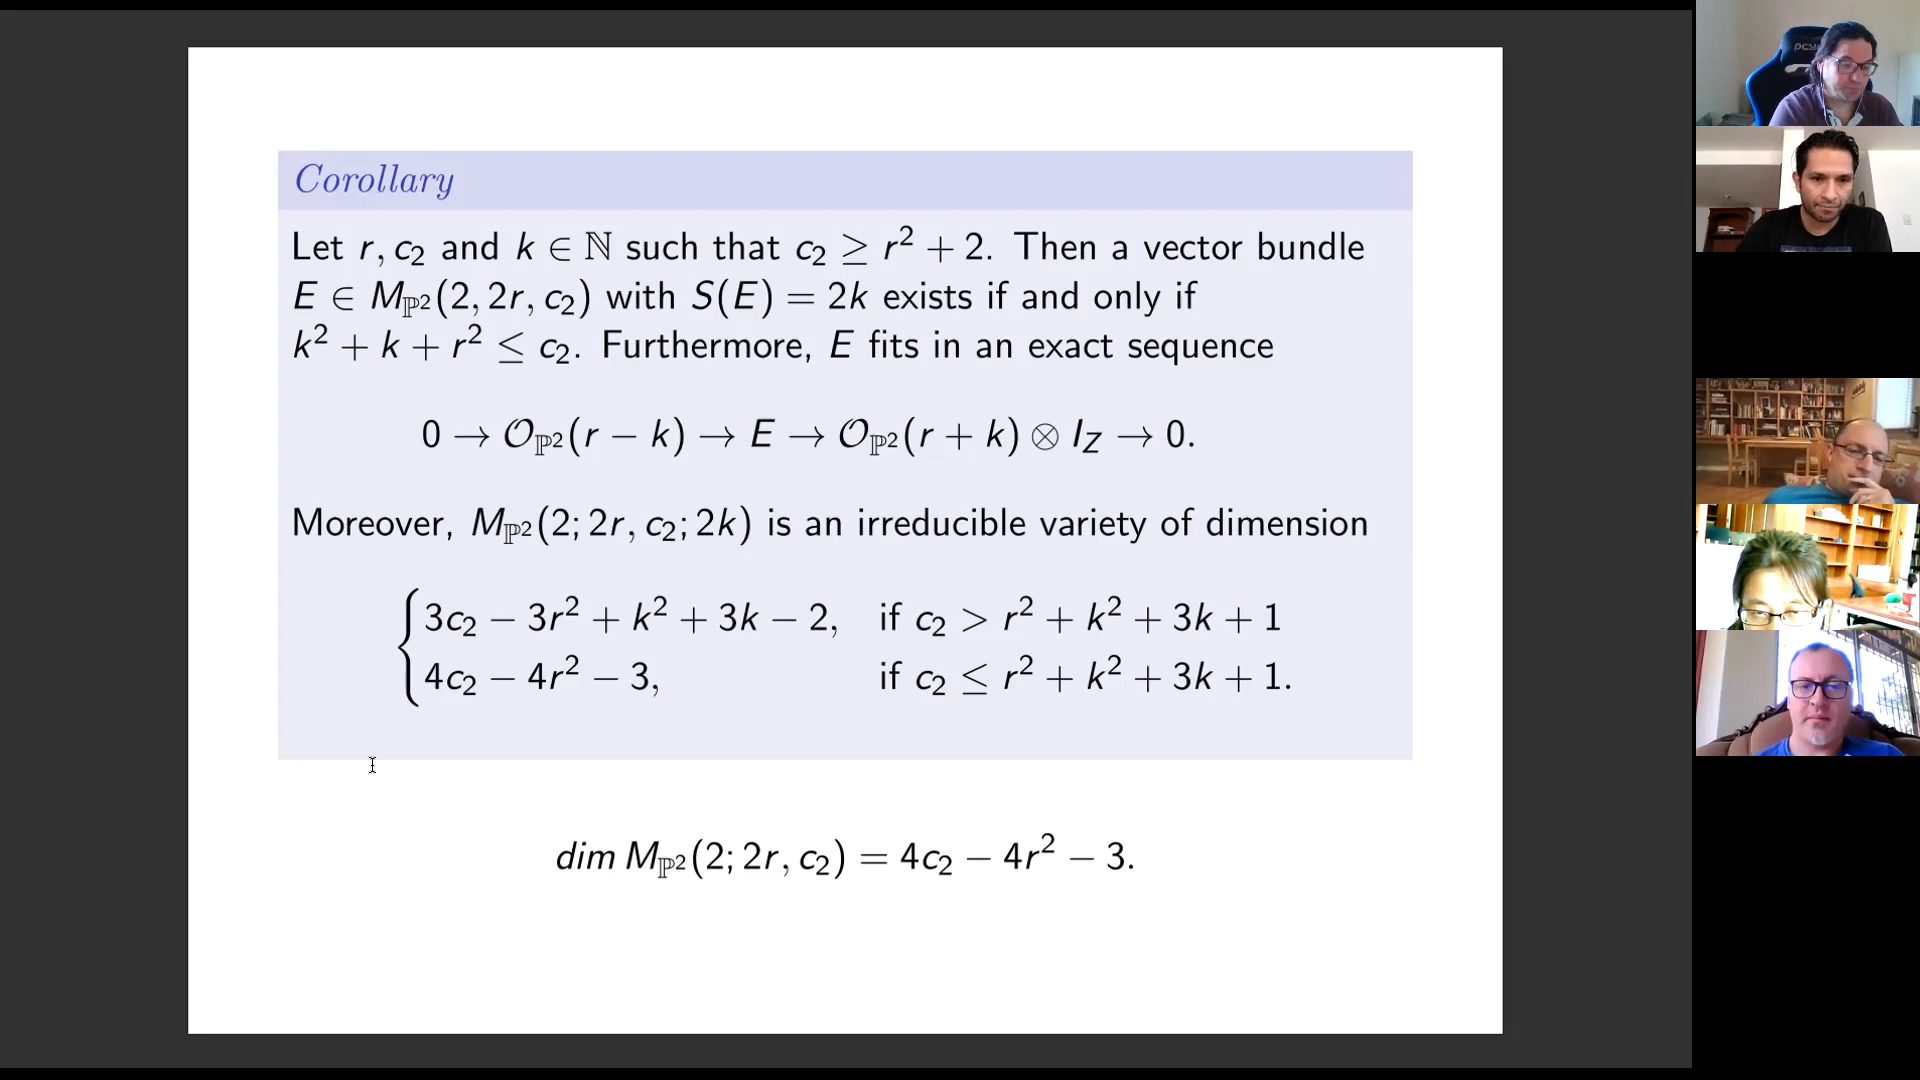 Corollary
Let r, c₂ and k ∈ ℕ such that c₂ ≥ r² + 2. Then a vector bundle
E ∈ M_ℙ²(2, 2r, c₂) with S(E) = 2k exists if and only if
k² + k + r² ≤ c₂. Furthermore, E fits in an exact sequence
0 → 𝒪_ℙ²(r − k) → E → 𝒪_ℙ²(r + k) ⊗ I_Z → 0.
Moreover, M_ℙ²(2; 2r, c₂; 2k) is an irreducible variety of dimension
{ 3c₂ − 3r² + k² + 3k − 2, if c₂ > r² + k² + 3k + 1
4c₂ − 4r² − 3, if c₂ ≤ r² + k² + 3k + 1.
dim M_ℙ²(2; 2r, c₂) = 4c₂ − 4r² − 3.